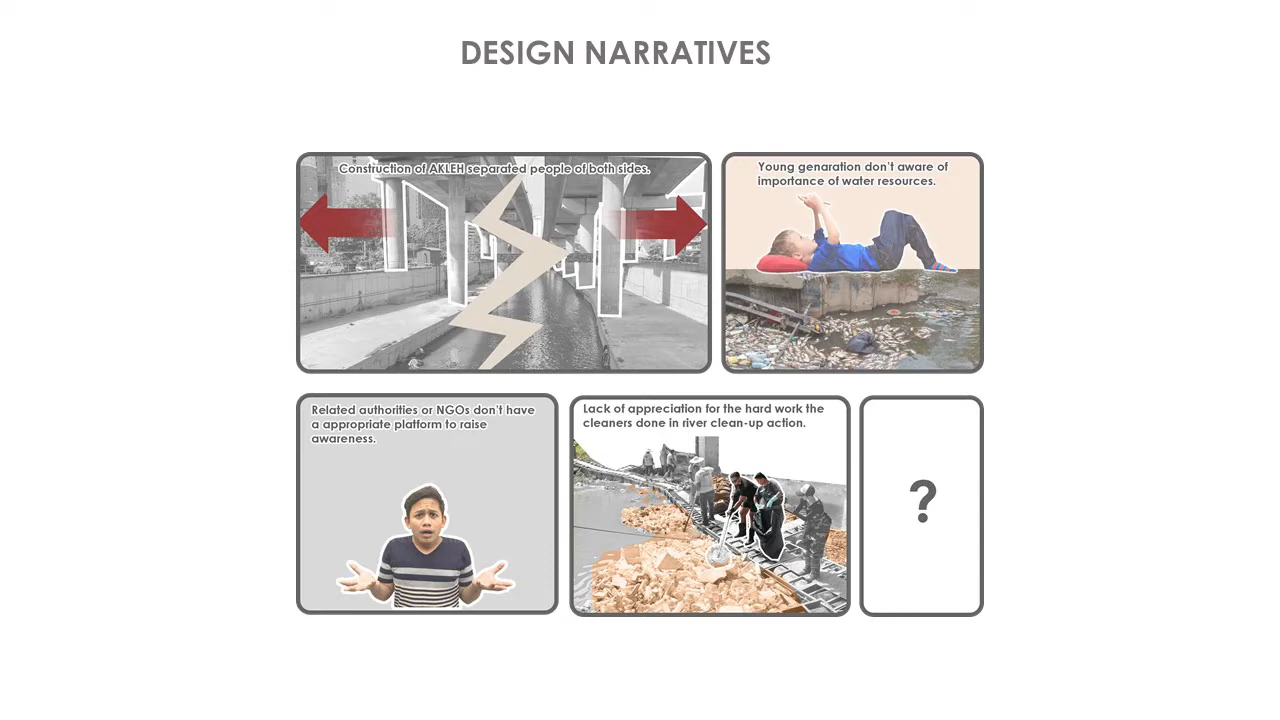 DESIGN NARRATIVES
Construction of AKLEH separated people of both sides.
Young genaration don't aware of
importance of water resources.
Related authorities or NGOs don't have
a appropriate platform to raise
awareness.
Lack of appreciation for the hard work the
cleaners done in river clean-up action.
?